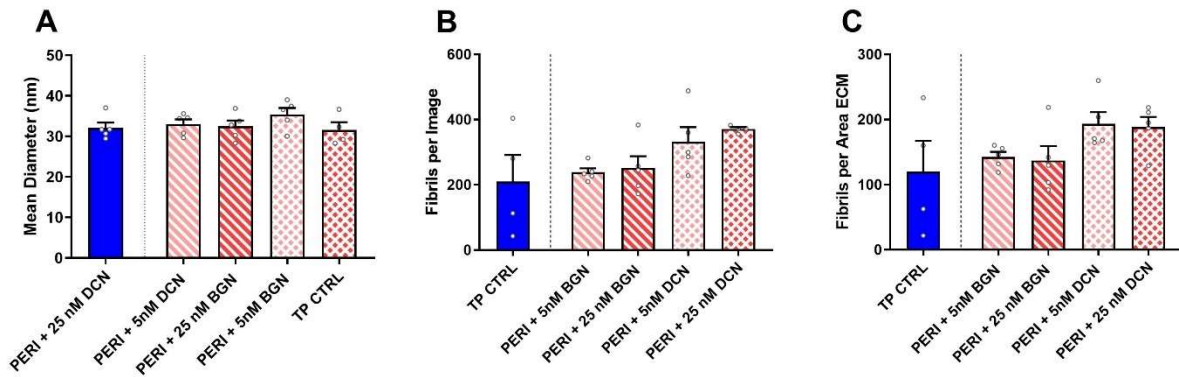 A
Mean Diameter (nm)
50
40
30
20
10
0
PERI + 25 nM DCN
PERI + 5nM DCN
PERI + 25 nM BGN
PERI + 5nM BGN
TP CTRL
B
Fibrils per Image
600
400
200
0
TP CTRL
PERI + 5nM BGN
PERI + 25 nM BGN
PERI + 5nM DCN
PERI + 25 nM DCN
C
Fibrils per Area ECM
300
200
100
0
TP CTRL
PERI + 5nM BGN
PERI + 25 nM BGN
PERI + 5nM DCN
PERI + 25 nM DCN